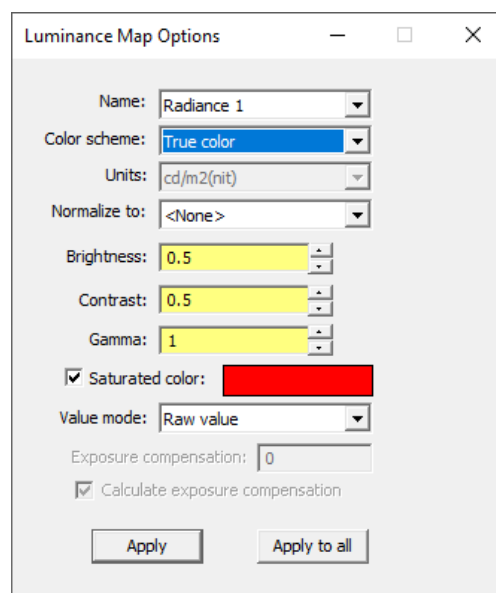 Luminance Map Options
Name: Radiance 1
Color scheme: True color
Units: cd/m2(nit)
Normalize to: <None>
Brightness: 0.5
Contrast: 0.5
Gamma: 1
Saturated color:
Value mode: Raw value
Exposure compensation: 0
Calculate exposure compensation
Apply Apply to all